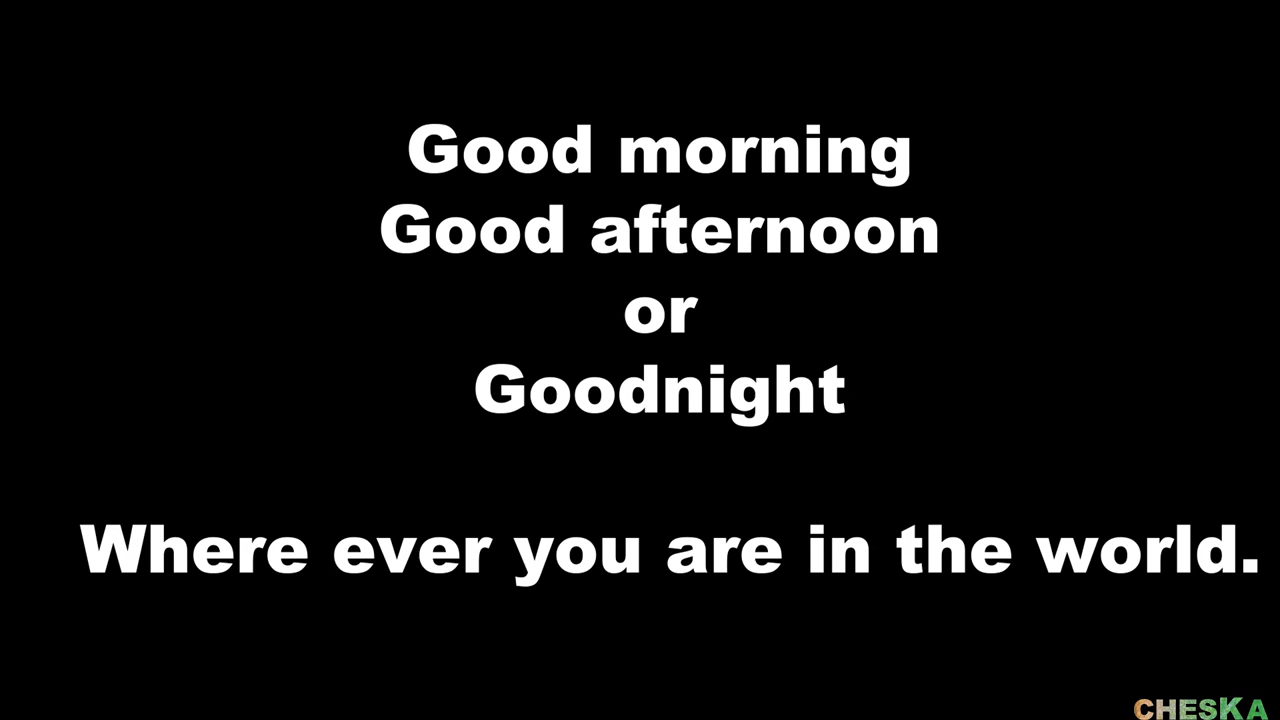 Good morning
Good afternoon
or
Goodnight
Where ever you are in the world.
CHESKA